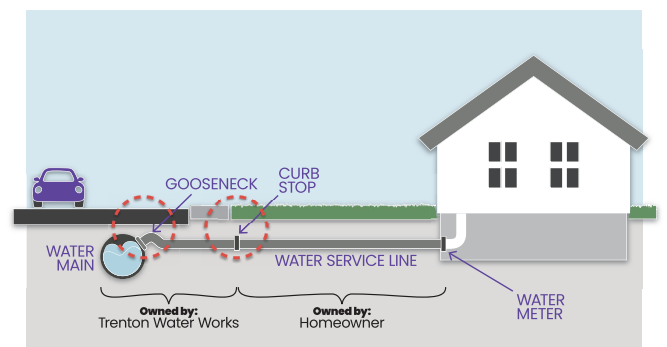 GOOSENECK
CURB
STOP
WATER
MAIN
WATER SERVICE LINE
WATER
METER
Owned by:
Trenton Water Works
Owned by:
Homeowner